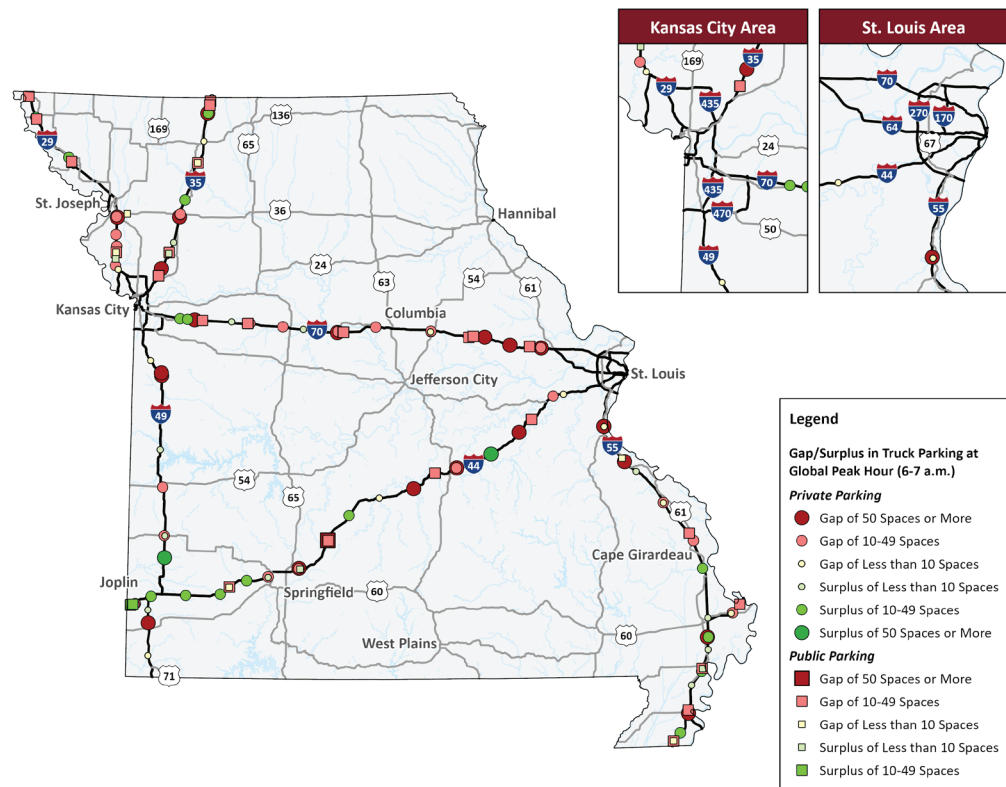 Kansas City Area
St. Louis Area
169
35
29
435
24
70
435
470
50
49
70
270
170
64
67
44
55
29
169
35
136
65
St. Joseph
36
Hannibal
24
63
54
61
Kansas City
Columbia
70
Jefferson City
St. Louis
49
44
55
54
65
61
Cape Girardeau
Joplin
Springfield
60
West Plains
60
71
Legend
Gap/Surplus in Truck Parking at
Global Peak Hour (6-7 a.m.)
Private Parking
Gap of 50 Spaces or More
Gap of 10-49 Spaces
Gap of Less than 10 Spaces
Surplus of Less than 10 Spaces
Surplus of 10-49 Spaces
Surplus of 50 Spaces or More
Public Parking
Gap of 50 Spaces or More
Gap of 10-49 Spaces
Gap of Less than 10 Spaces
Surplus of Less than 10 Spaces
Surplus of 10-49 Spaces